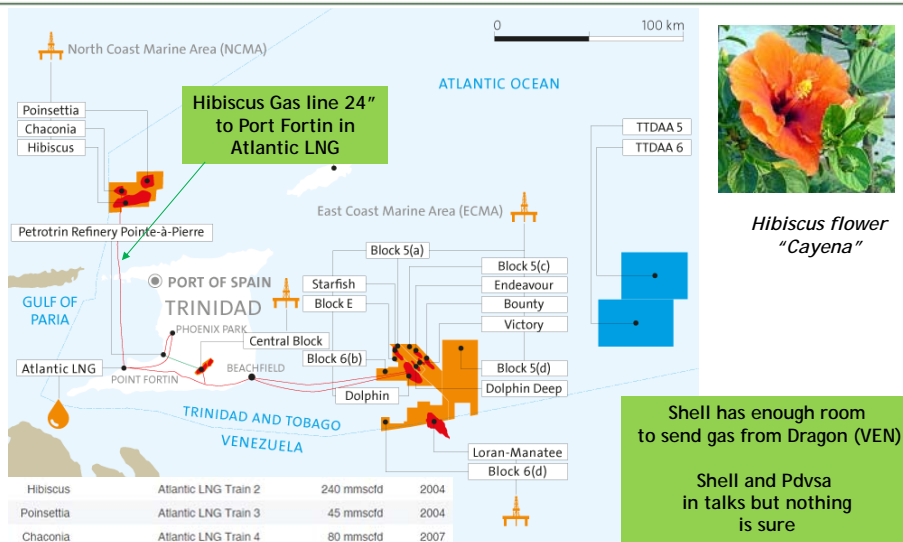 North Coast Marine Area (NCMA)
0 100 km
ATLANTIC OCEAN
Poinsettia
Chaconia
Hibiscus
Hibiscus Gas line 24”
to Port Fortin in
Atlantic LNG
TTDAA 5
TTDAA 6
Hibiscus flower
“Cayena”
East Coast Marine Area (ECMA)
Petrotrin Refinery Pointe-à-Pierre
Block 5(a)
Block 5(c)
Starfish
Endeavour
Block E
Bounty
Victory
GULF OF
PARIA
PORT OF SPAIN
TRINIDAD
PHOENIX PARK
Central Block
Block 6(b)
Atlantic LNG
POINT FORTIN
BEACHFIELD
Block 5(d)
Dolphin
Dolphin Deep
TRINIDAD AND TOBAGO
VENEZUELA
Loran-Manatee
Block 6(d)
Shell has enough room
to send gas from Dragon (VEN)
Shell and Pdvsa
in talks but nothing
is sure
Hibiscus Atlantic LNG Train 2 240 mmscfd 2004
Poinsettia Atlantic LNG Train 3 45 mmscfd 2004
Chaconia Atlantic LNG Train 4 80 mmscfd 2007